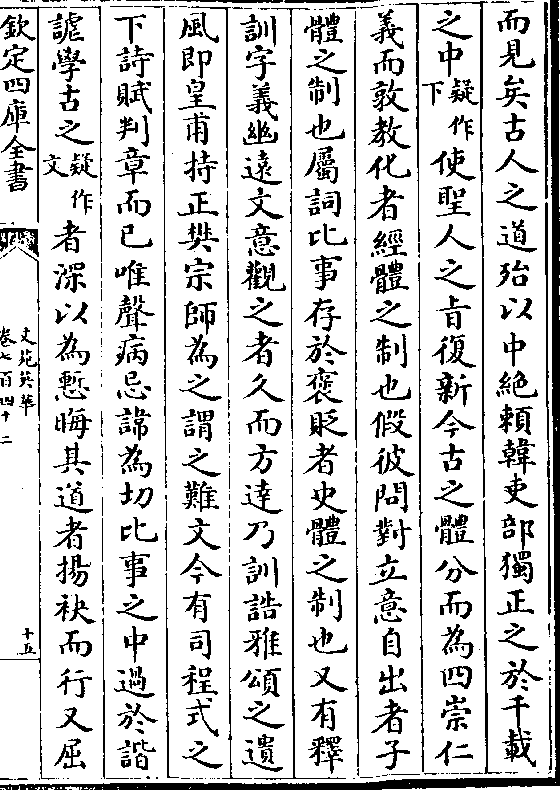 而見矣古人之道殆以中絶賴韓吏部獨正之於千載
之中疑作下使聖人之㫖復新今古之體分而為四崇仁
義而敦教化者經體之制也假彼問對立意自出者子
體之制也屬詞比事存於褒貶者史體之制也又有釋
訓字義幽遠文意觀之者久而方達乃訓誥雅頌之遺
風即皇甫持正樊宗師為之謂之難文今有司程式之
下詩賦判章而已唯聲病忌諱為切比事之中過於諧
謔學古之疑作文者深以為慙晦其道者揚袂而行又屈
欽定四庫全書
文苑英華
卷七百四十二
十五